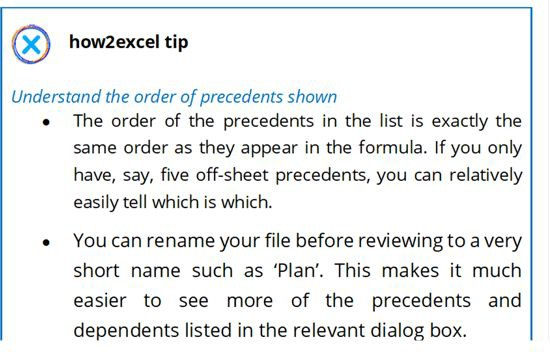 how2excel tip
Understand the order of precedents shown
• The order of the precedents in the list is exactly the
same order as they appear in the formula. If you only
have, say, five off-sheet precedents, you can relatively
easily tell which is which.
• You can rename your file before reviewing to a very
short name such as ‘Plan’. This makes it much
easier to see more of the precedents and
dependents listed in the relevant dialog box.